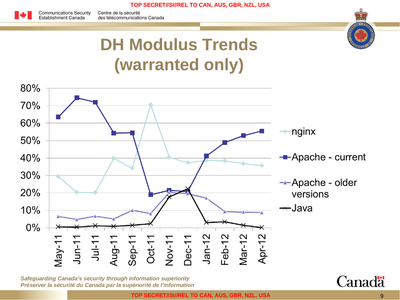 TOP SECRET//SI//REL TO CAN, AUS, GBR, NZL, USA
Communications Security Establishment Canada
Centre de la sécurité des télécommunications Canada
DH Modulus Trends
(warranted only)
80%
70%
60%
50%
40%
30%
20%
10%
0%
May-11
Jun-11
Jul-11
Aug-11
Sep-11
Oct-11
Nov-11
Dec-11
Jan-12
Feb-12
Mar-12
Apr-12
nginx
Apache - current
Apache - older
versions
Java
Safeguarding Canada's security through information superiority
Préserver la sécurité du Canada par la supériorité de l'information
Canada
TOP SECRET//SI//REL TO CAN, AUS, GBR, NZL, USA
9